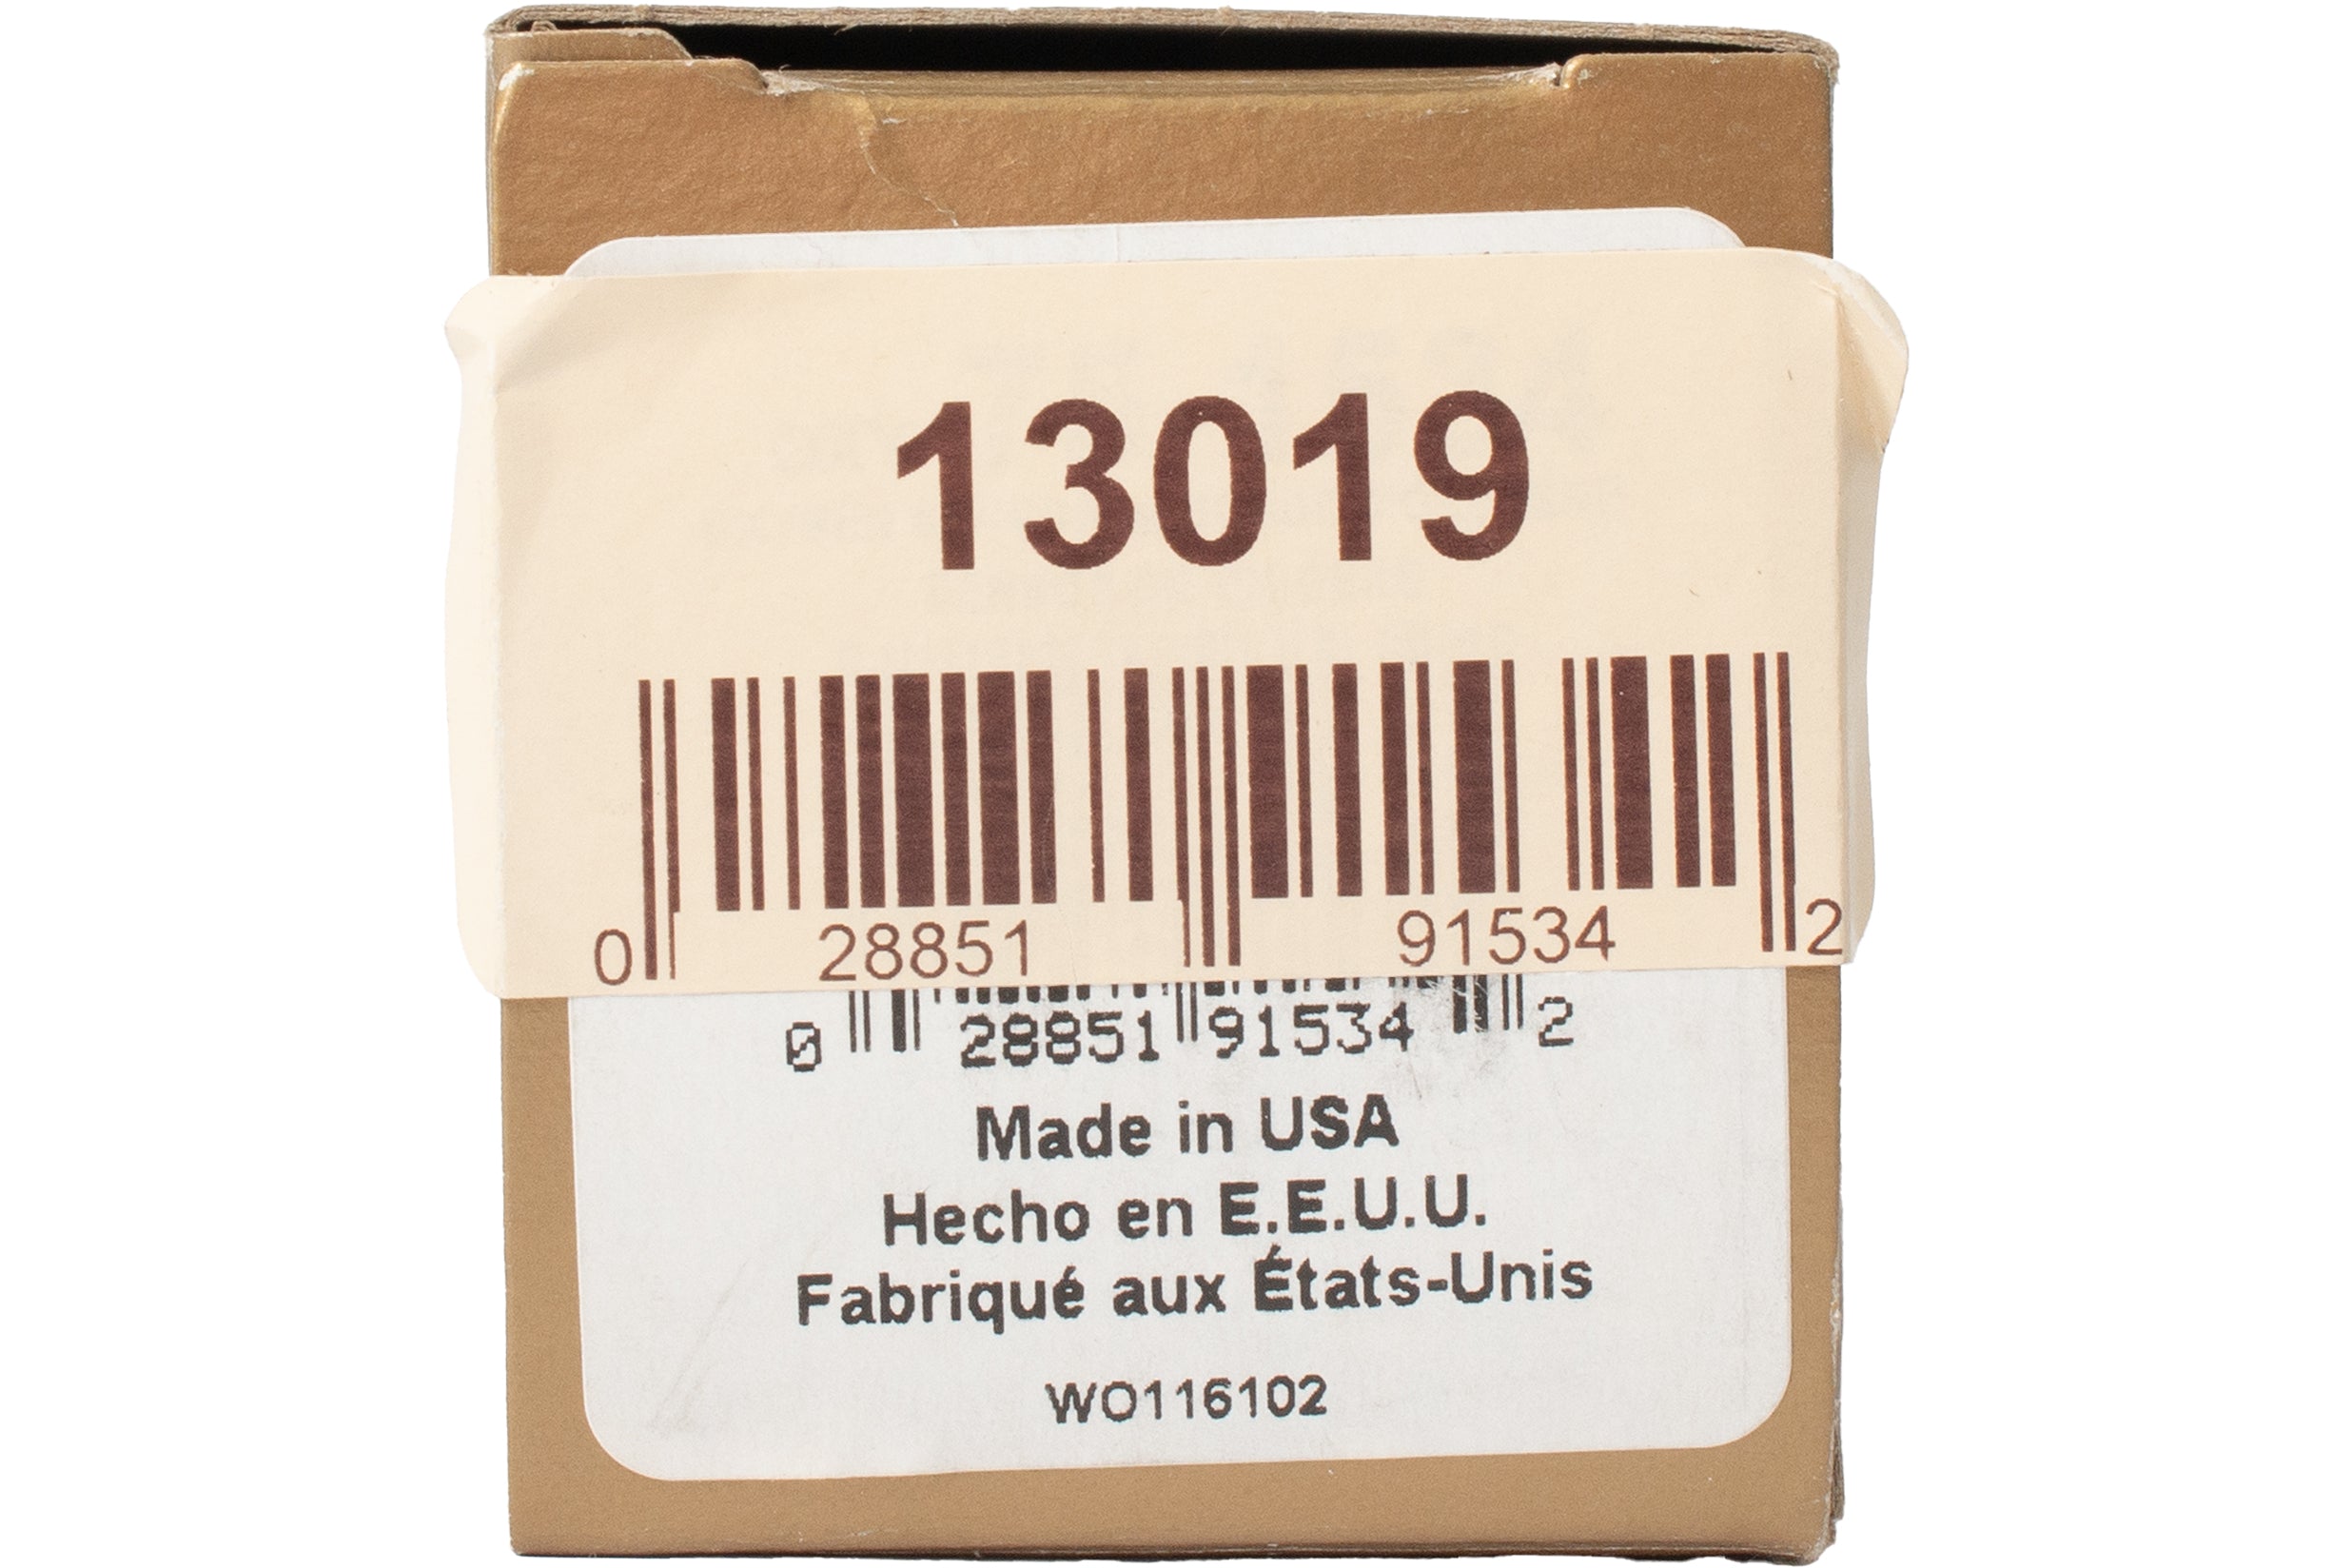 13019
0 28851 91534 2
0 28851 91534 2
Made in USA
Hecho en E.E.U.U.
Fabriqué aux États-Unis
WO116102